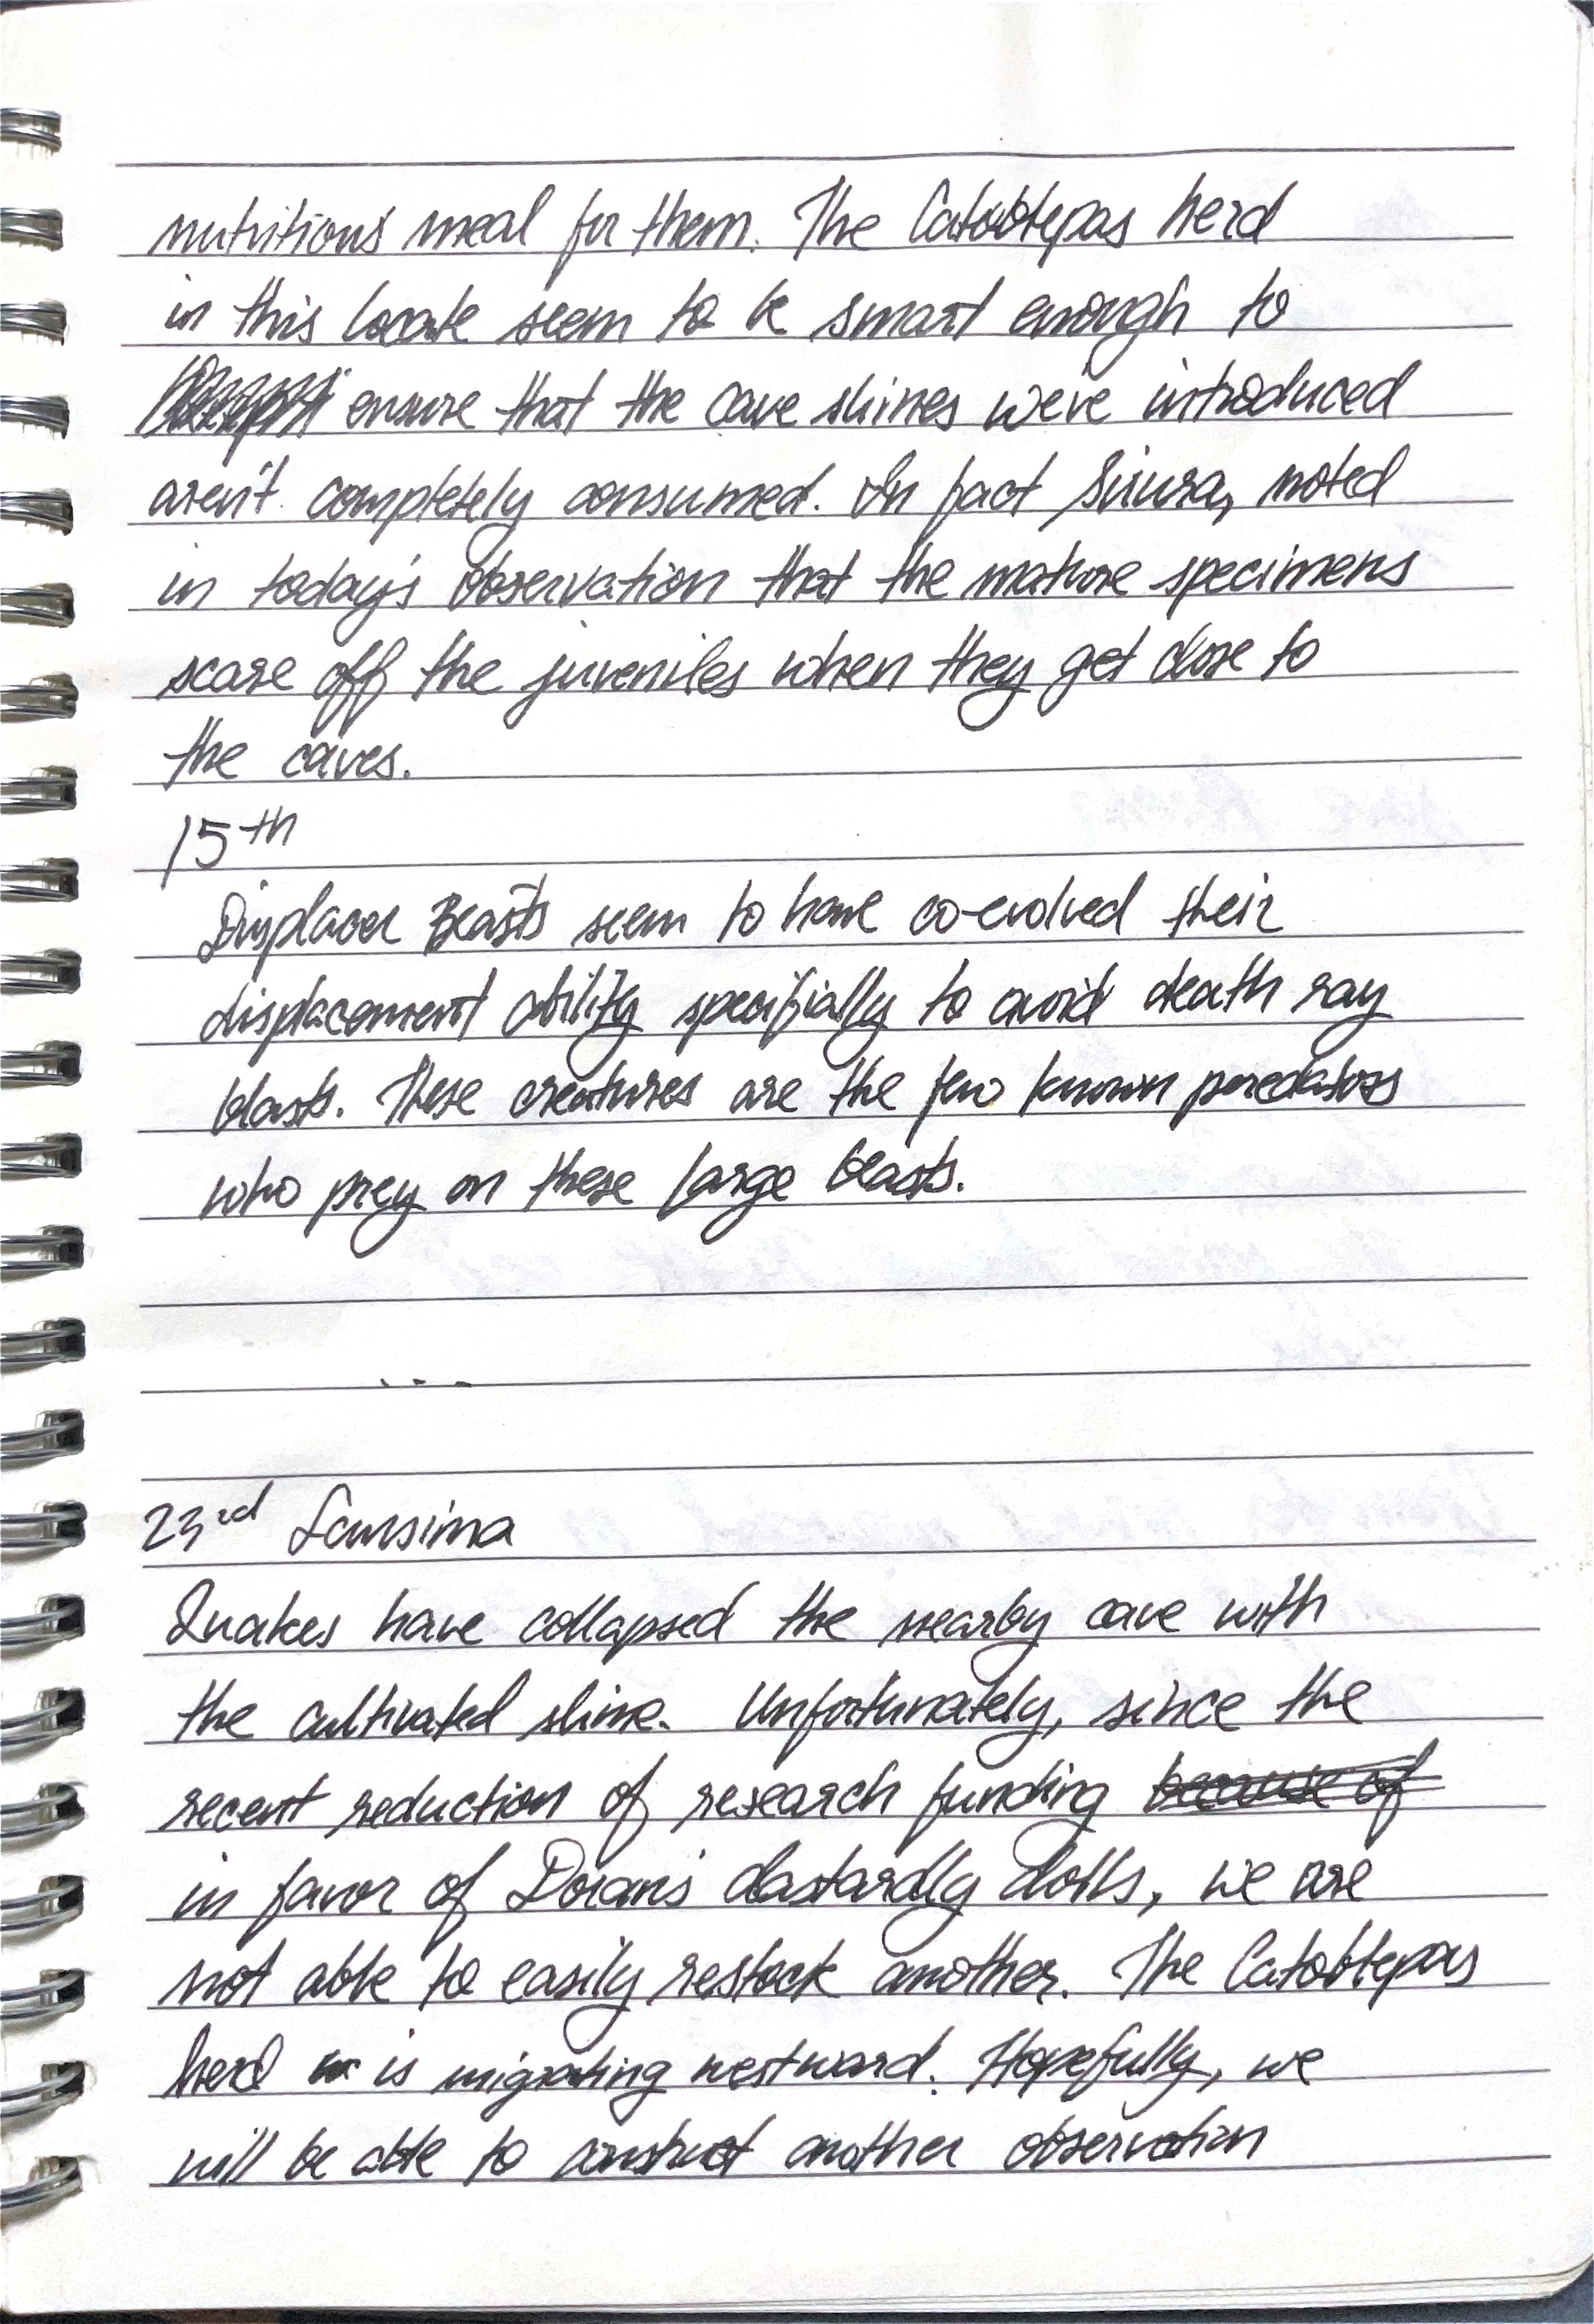 nutritious meal for them. The Catoblepas herd
in this locale seem to be smart enough to
ensure that the cave slimes we've introduced
aren't completely consumed. In fact, noted
in today's observation that the mature specimens
scare off the juveniles when they get close to
the caves.
15th
Displacer Beasts seem to have co-evolved their
displacement ability specifially to avoid death ray
blasts. These creatures are the few known predators
who prey on these large beasts.
...
23rd
Quakes have collapsed the nearby cave with
the cultivated slime. Unfortunately, since the
recent reduction of research funding because of
in favor of Doran's dastardly dolls, we are
not able to easily restock another. The Catoblepas
herd is migrating westward. Hopefully, we
will be able to construct another observation